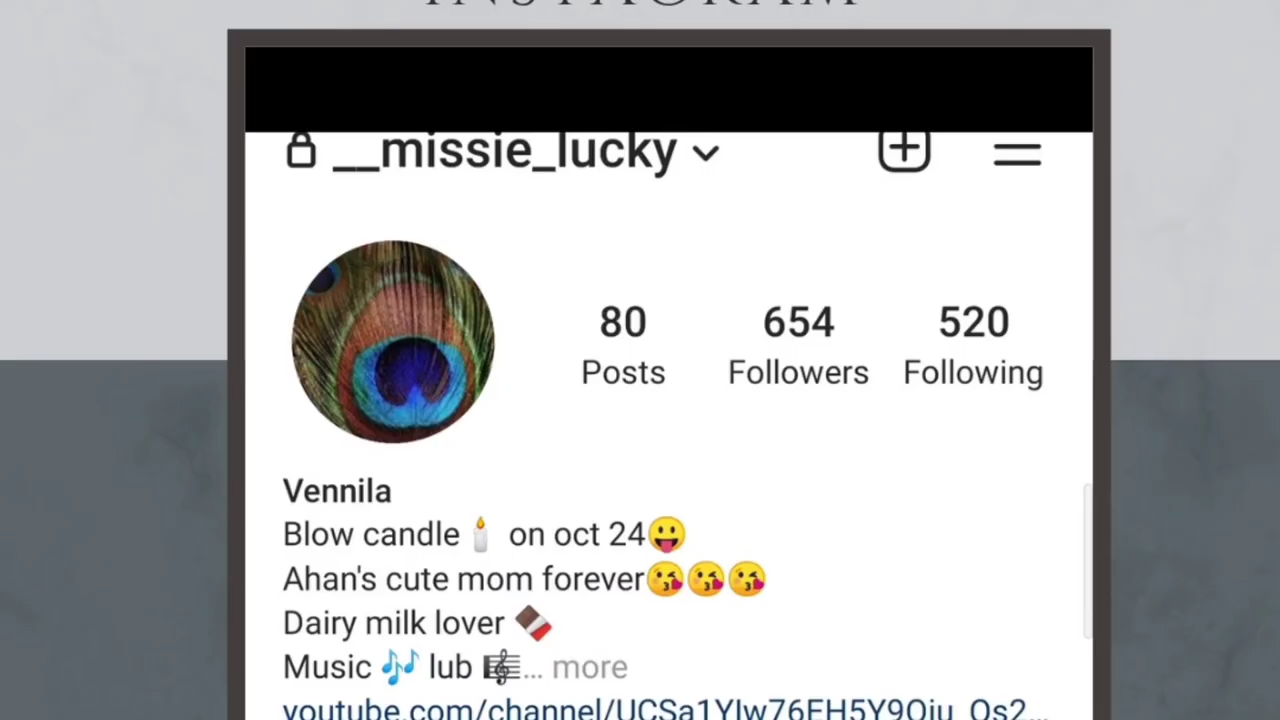 INSTAGRAM
__missie_lucky
80 654 520
Posts Followers Following
Vennila
Blow candle🕯️ on oct 24😛
Ahan's cute mom forever😘😘😘
Dairy milk lover 🍫
Music 🎶 lub 🎼... more